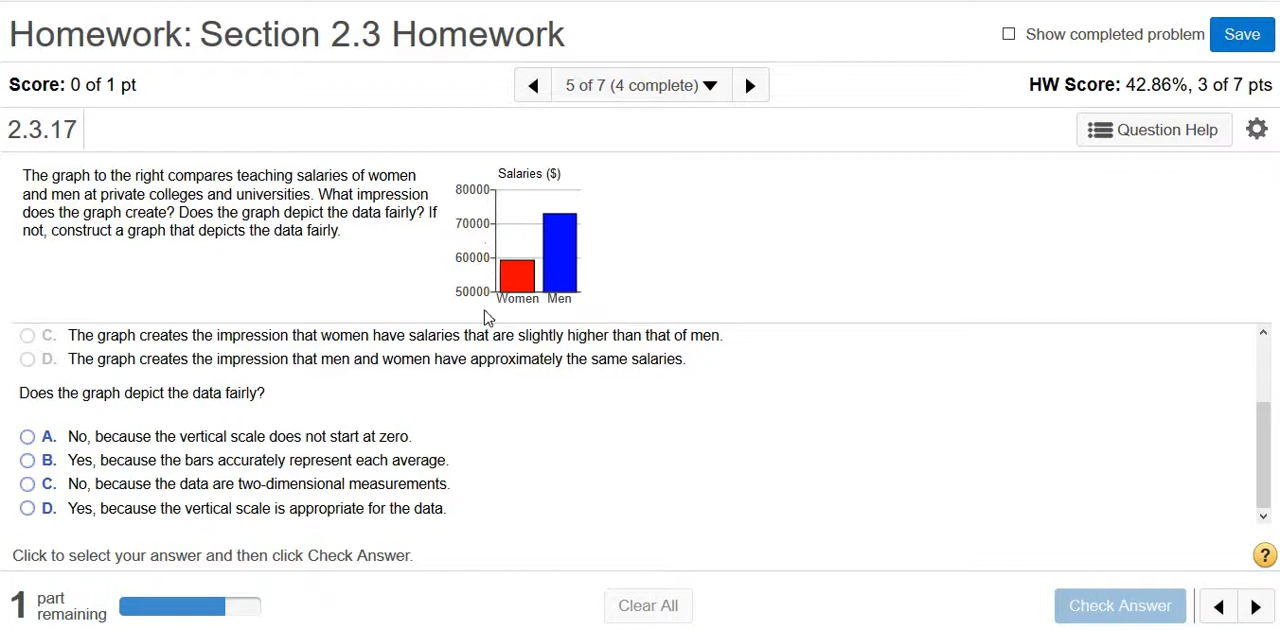 Homework: Section 2.3 Homework
Show completed problem
Save
Score: 0 of 1 pt
5 of 7 (4 complete)
HW Score: 42.86%, 3 of 7 pts
2.3.17
Question Help
The graph to the right compares teaching salaries of women
and men at private colleges and universities. What impression
does the graph create? Does the graph depict the data fairly? If
not, construct a graph that depicts the data fairly.
Salaries ($)
80000
70000
60000
50000
Women Men
C. The graph creates the impression that women have salaries that are slightly higher than that of men.
D. The graph creates the impression that men and women have approximately the same salaries.
Does the graph depict the data fairly?
A. No, because the vertical scale does not start at zero.
B. Yes, because the bars accurately represent each average.
C. No, because the data are two-dimensional measurements.
D. Yes, because the vertical scale is appropriate for the data.
Click to select your answer and then click Check Answer.
?
1 part
remaining
Clear All
Check Answer